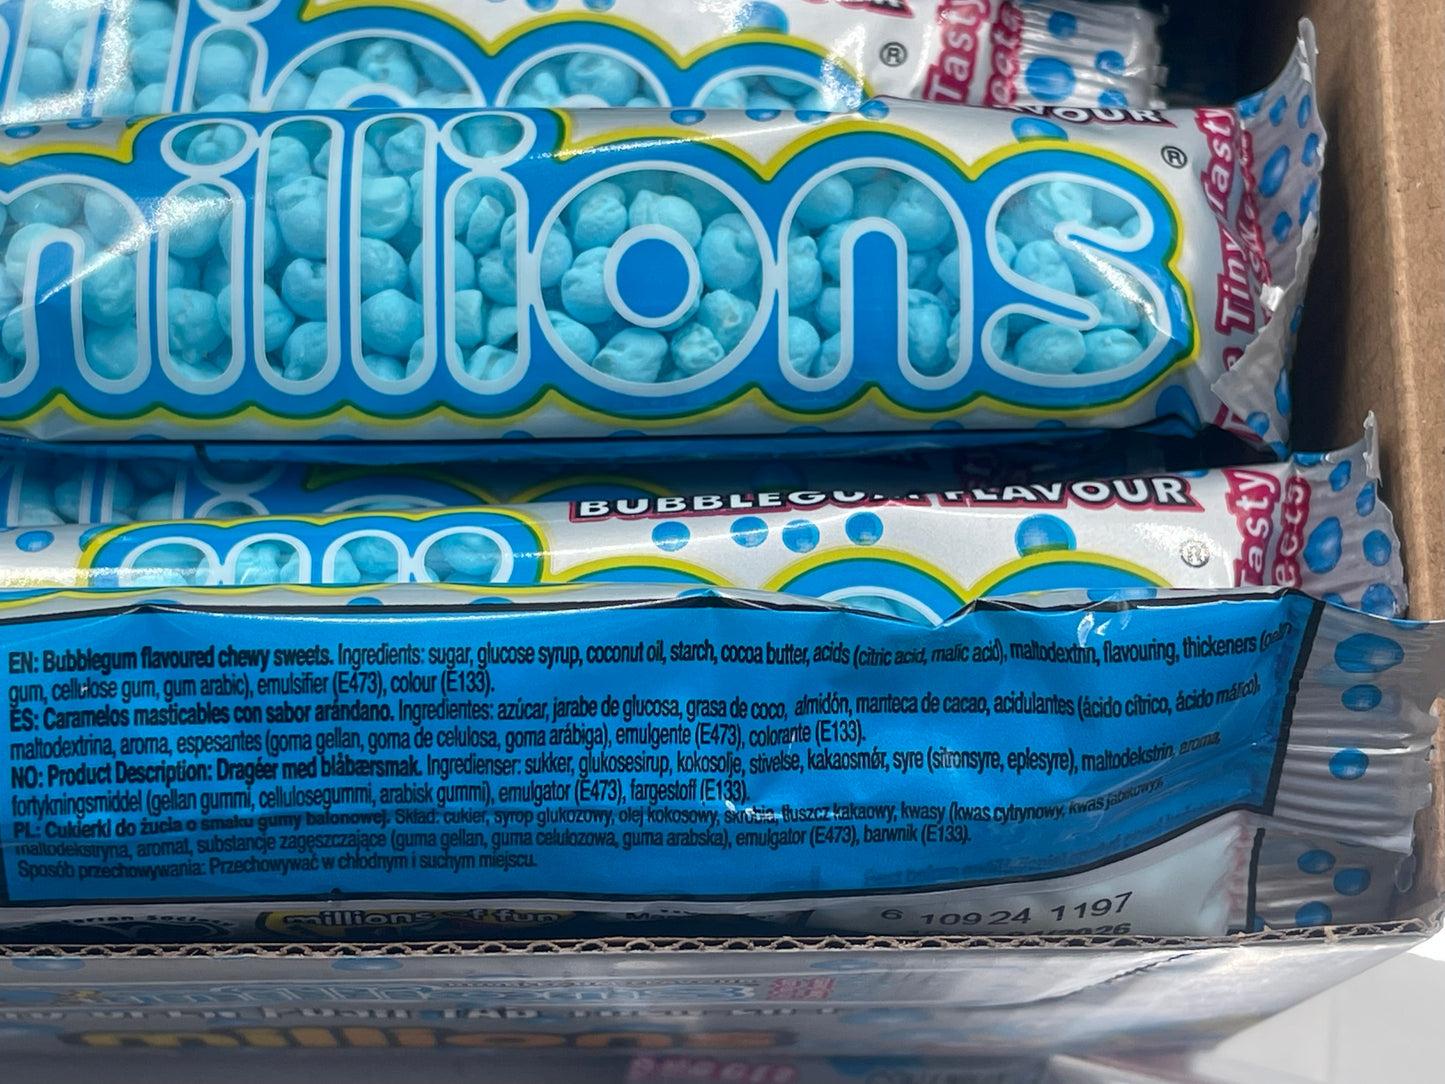 ®
Tasty
millions
®
OUR
Tiny Tasty
BUBBLEGUM FLAVOUR
®
Tasty
EN: Bubblegum flavoured chewy sweets. Ingredients: sugar, glucose syrup, coconut oil, starch, cocoa butter, acids (citric acid, malic acid), maltodextrin, flavouring, thickeners (gellan
gum, cellulose gum, gum arabic), emulsifier (E473), colour (E133).
ES: Caramelos masticables con sabor arándano. Ingredientes: azúcar, jarabe de glucosa, grasa de coco, almidón, manteca de cacao, acidulantes (ácido cítrico, ácido málico),
maltodextrina, aroma, espesantes (goma gellan, goma de celulosa, goma arábiga), emulgente (E473), colorante (E133).
NO: Product Description: Dragéer med blåbærsmak. Ingredienser: sukker, glukosesirup, kokosolje, stivelse, kakaosmør, syre (sitronsyre, eplesyre), maltodekstrin, aroma,
fortykningsmiddel (gellan gummi, cellulosegummi, arabisk gummi), emulgator (E473), fargestoff (E133).
PL: Cukierki do żucia o smaku gumy balonowej. Skład: cukier, syrop glukozowy, olej kokosowy, skrobia, tłuszcz kakaowy, kwasy (kwas cytrynowy, kwas jabłkowy),
maltodekstryna, aromat, substancje zagęszczające (guma gellan, guma celulozowa, guma arabska), emulgator (E473), barwnik (E133).
Sposób przechowywania: Przechowywać w chłodnym i suchym miejscu.
millions of fun
6 10924 1197
2026
millions